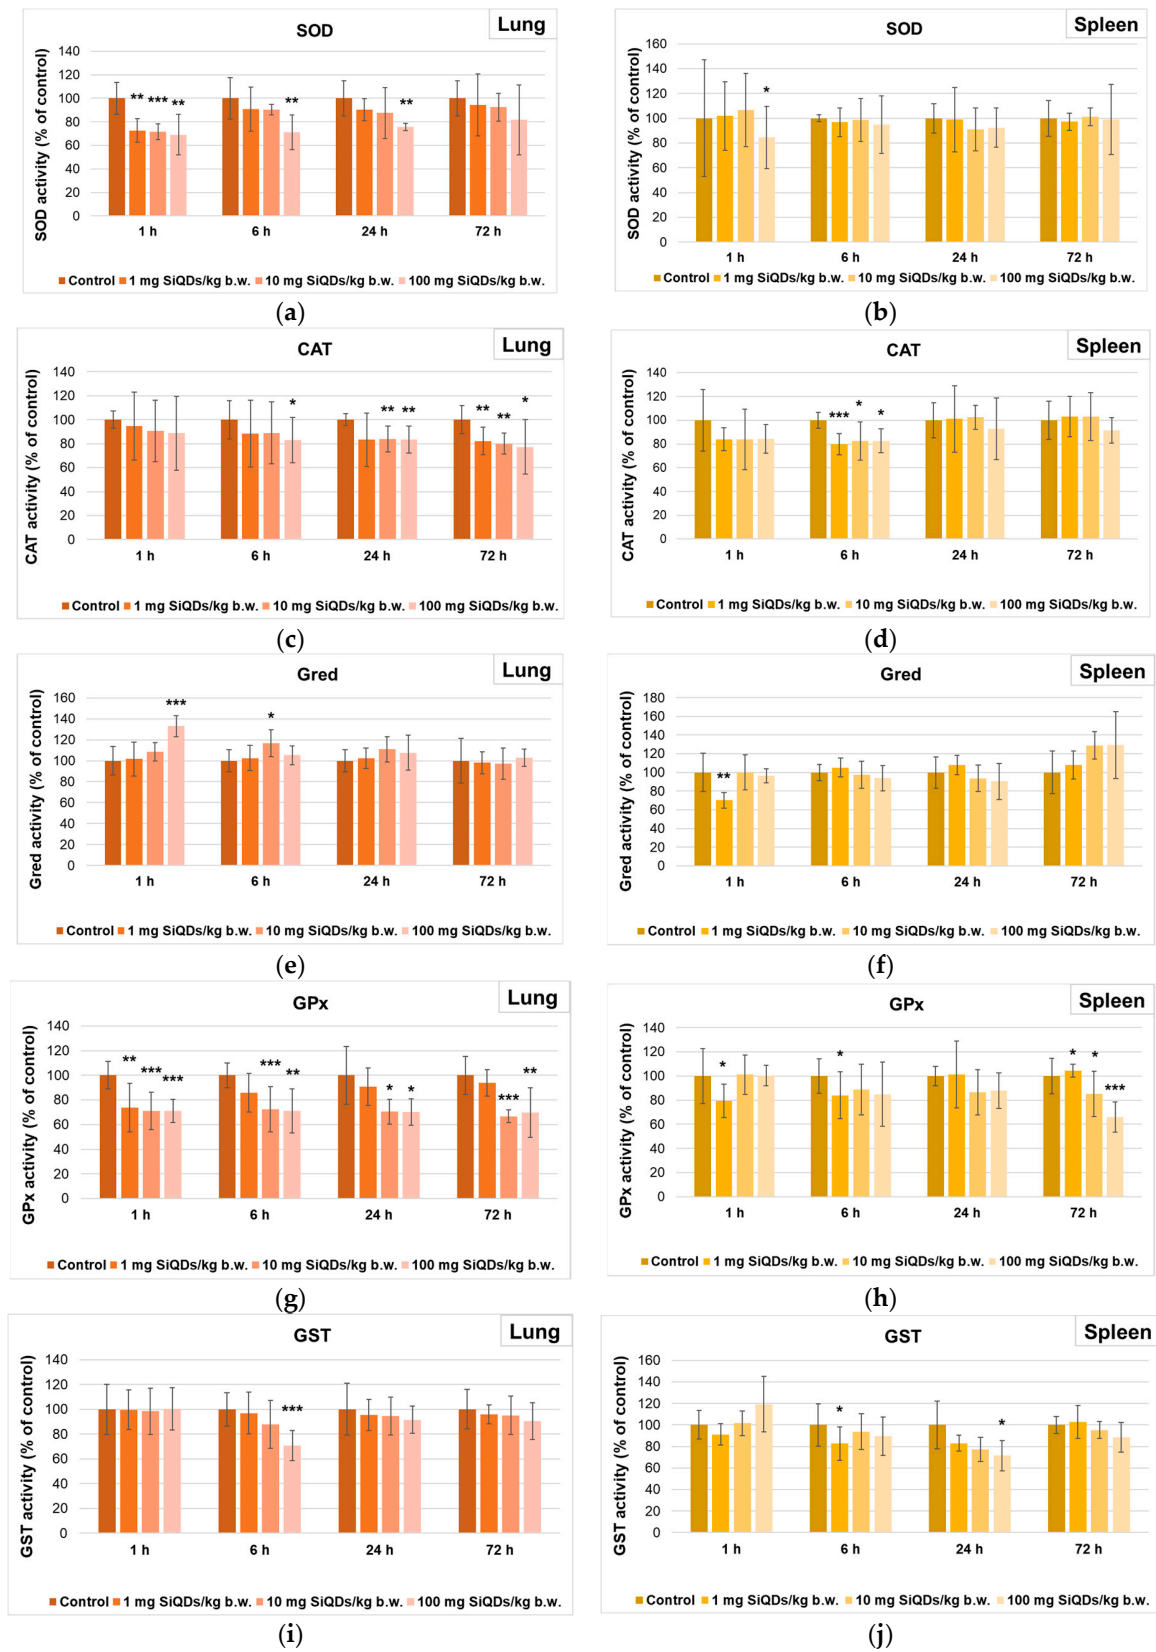 SOD
Lung
SOD activity (% of control)
140
120
100
80
60
40
20
0
** *** **
**
**
1 h 6 h 24 h 72 h
Control 1 mg SiQDs/kg b.w. 10 mg SiQDs/kg b.w. 100 mg SiQDs/kg b.w.
(a)
SOD
Spleen
SOD activity (% of control)
160
140
120
100
80
60
40
20
0
*
1 h 6 h 24 h 72 h
Control 1 mg SiQDs/kg b.w. 10 mg SiQDs/kg b.w. 100 mg SiQDs/kg b.w.
(b)
CAT
Lung
CAT activity (% of control)
140
120
100
80
60
40
20
0
*
** **
** ** *
1 h 6 h 24 h 72 h
Control 1 mg SiQDs/kg b.w. 10 mg SiQDs/kg b.w. 100 mg SiQDs/kg b.w.
(c)
CAT
Spleen
CAT activity (% of control)
140
120
100
80
60
40
20
0
*** * *
1 h 6 h 24 h 72 h
Control 1 mg SiQDs/kg b.w. 10 mg SiQDs/kg b.w. 100 mg SiQDs/kg b.w.
(d)
Gred
Lung
Gred activity (% of control)
160
140
120
100
80
60
40
20
0
***
*
1 h 6 h 24 h 72 h
Control 1 mg SiQDs/kg b.w. 10 mg SiQDs/kg b.w. 100 mg SiQDs/kg b.w.
(e)
Gred
Spleen
Gred activity (% of control)
180
160
140
120
100
80
60
40
20
0
**
1 h 6 h 24 h 72 h
Control 1 mg SiQDs/kg b.w. 10 mg SiQDs/kg b.w. 100 mg SiQDs/kg b.w.
(f)
GPx
Lung
GPx activity (% of control)
140
120
100
80
60
40
20
0
** *** ***
*** **
* *
*** **
1 h 6 h 24 h 72 h
Control 1 mg SiQDs/kg b.w. 10 mg SiQDs/kg b.w. 100 mg SiQDs/kg b.w.
(g)
GPx
Spleen
GPx activity (% of control)
140
120
100
80
60
40
20
0
*
*
* * ***
1 h 6 h 24 h 72 h
Control 1 mg SiQDs/kg b.w. 10 mg SiQDs/kg b.w. 100 mg SiQDs/kg b.w.
(h)
GST
Lung
GST activity (% of control)
140
120
100
80
60
40
20
0
***
1 h 6 h 24 h 72 h
Control 1 mg SiQDs/kg b.w. 10 mg SiQDs/kg b.w. 100 mg SiQDs/kg b.w.
(i)
GST
Spleen
GST activity (% of control)
160
140
120
100
80
60
40
20
0
*
*
1 h 6 h 24 h 72 h
Control 1 mg SiQDs/kg b.w. 10 mg SiQDs/kg b.w. 100 mg SiQDs/kg b.w.
(j)